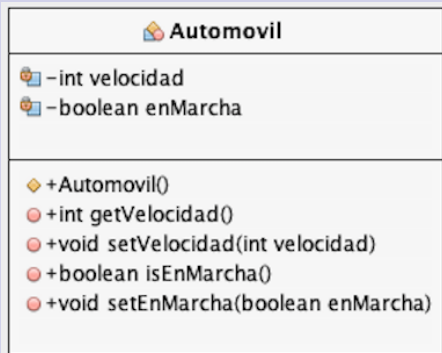 Automovil
-int velocidad
-boolean enMarcha
+Automovil()
+int getVelocidad()
+void setVelocidad(int velocidad)
+boolean isEnMarcha()
+void setEnMarcha(boolean enMarcha)